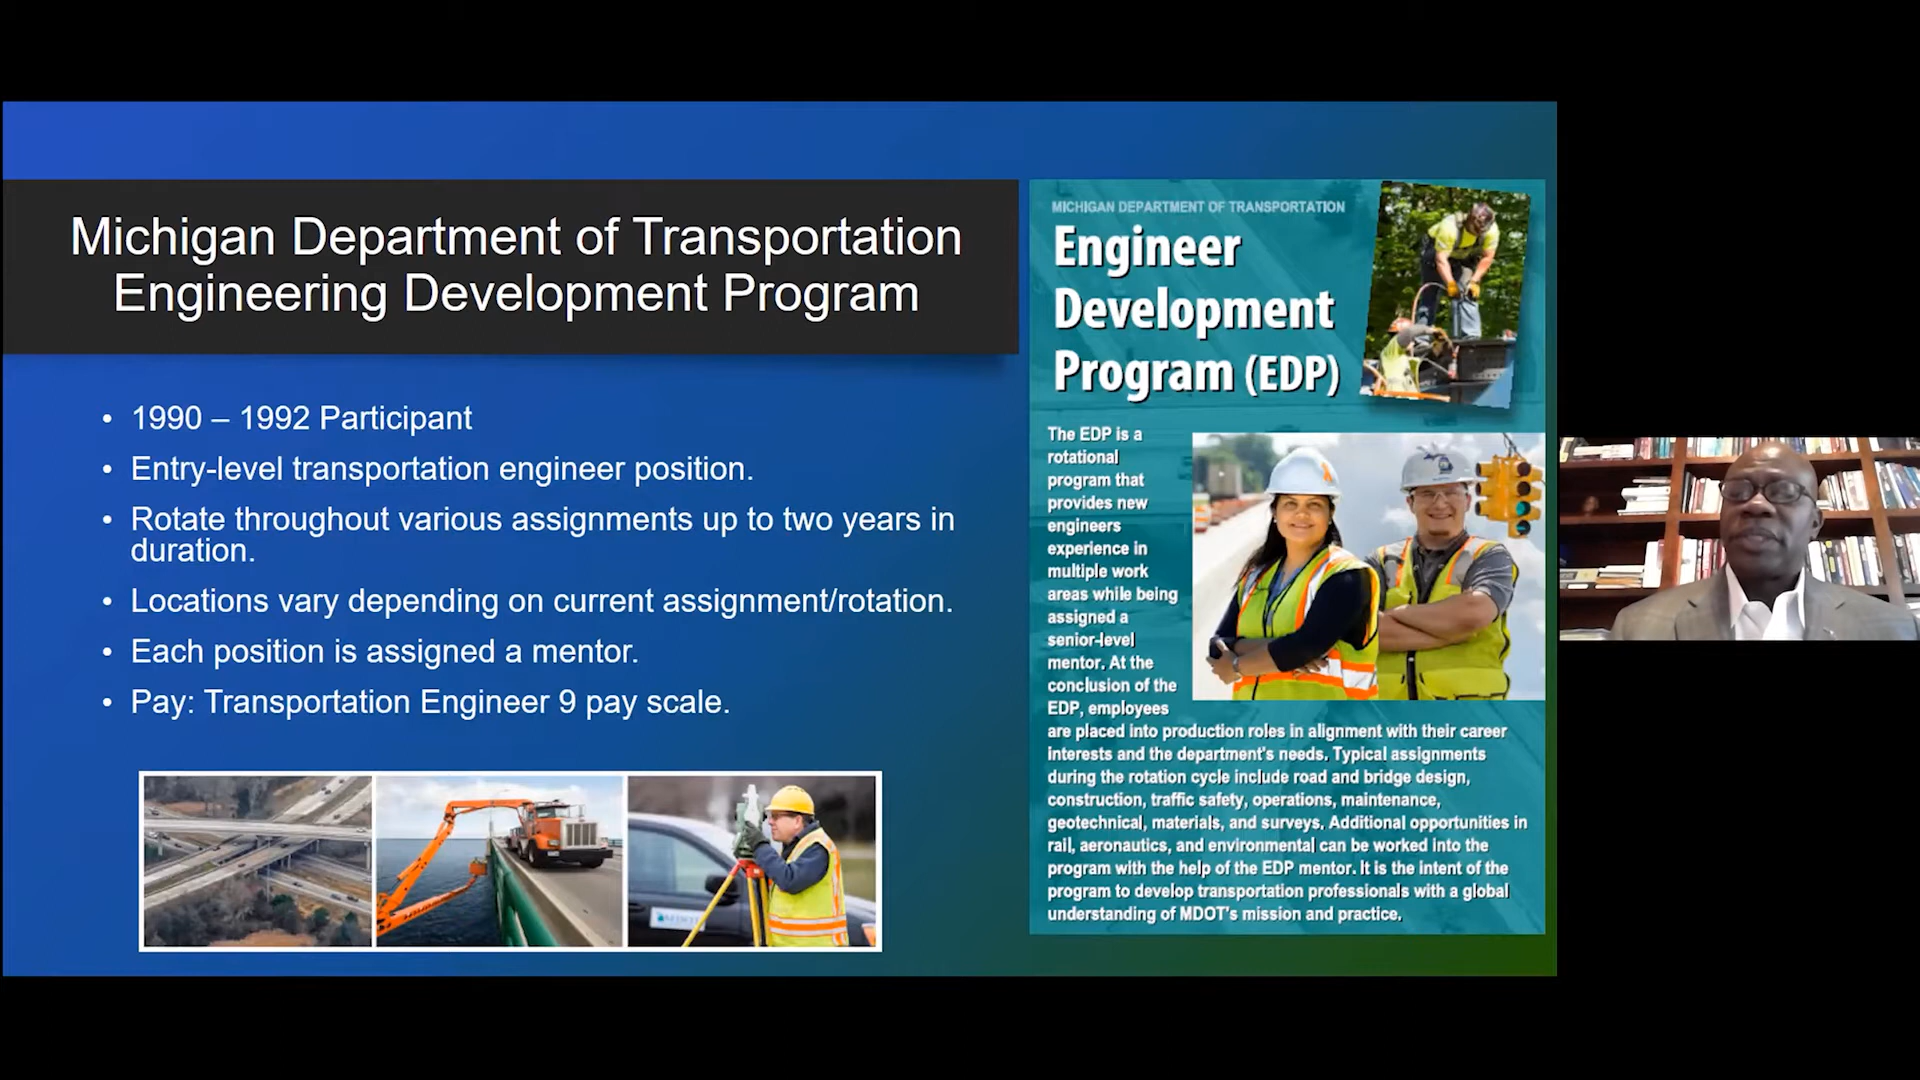 Michigan Department of Transportation
Engineering Development Program
• 1990 – 1992 Participant
• Entry-level transportation engineer position.
• Rotate throughout various assignments up to two years in
duration.
• Locations vary depending on current assignment/rotation.
• Each position is assigned a mentor.
• Pay: Transportation Engineer 9 pay scale.
MDOT
MICHIGAN DEPARTMENT OF TRANSPORTATION
Engineer
Development
Program (EDP)
The EDP is a
rotational
program that
provides new
engineers
experience in
multiple work
areas while being
assigned a
senior-level
mentor. At the
conclusion of the
EDP, employees
are placed into production roles in alignment with their career
interests and the department's needs. Typical assignments
during the rotation cycle include road and bridge design,
construction, traffic safety, operations, maintenance,
geotechnical, materials, and surveys. Additional opportunities in
rail, aeronautics, and environmental can be worked into the
program with the help of the EDP mentor. It is the intent of the
program to develop transportation professionals with a global
understanding of MDOT's mission and practice.